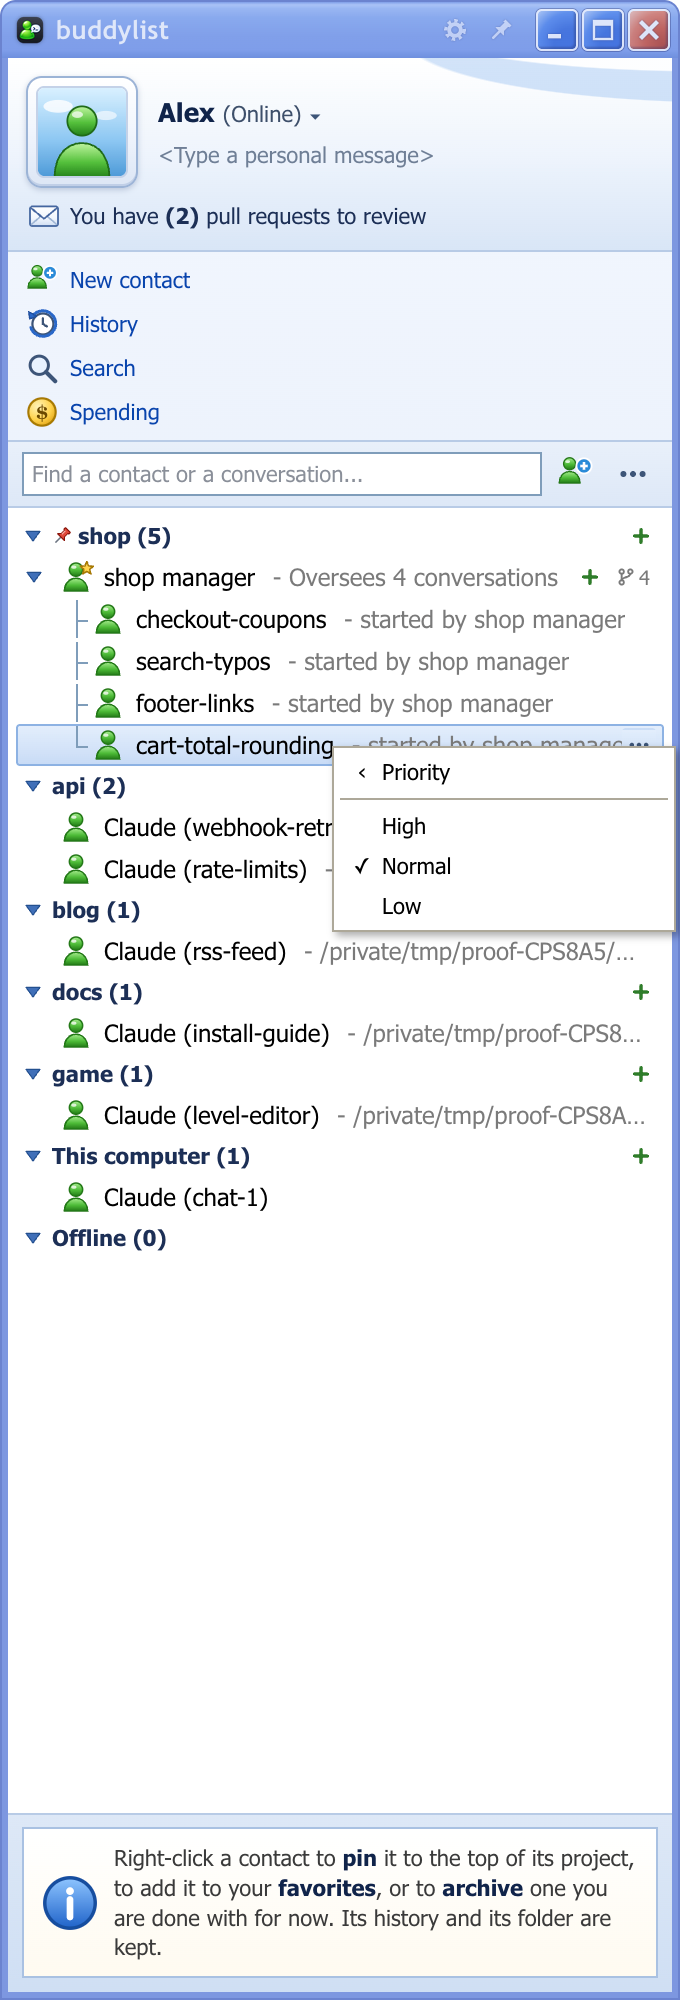 buddylist
Alex (Online)
<Type a personal message>
You have (2) pull requests to review
New contact
History
Search
Spending
Find a contact or a conversation...
shop (5)
shop manager - Oversees 4 conversations + 4
checkout-coupons - started by shop manager
search-typos - started by shop manager
footer-links - started by shop manager
cart-total-rounding - started by shop manag
Priority
High
Normal
Low
api (2)
Claude (webhook-retr
Claude (rate-limits) -
blog (1)
Claude (rss-feed) - /private/tmp/proof-CPS8A5/...
docs (1)
Claude (install-guide) - /private/tmp/proof-CPS8...
game (1)
Claude (level-editor) - /private/tmp/proof-CPS8A...
This computer (1)
Claude (chat-1)
Offline (0)
Right-click a contact to pin it to the top of its project,
to add it to your favorites, or to archive one you
are done with for now. Its history and its folder are
kept.